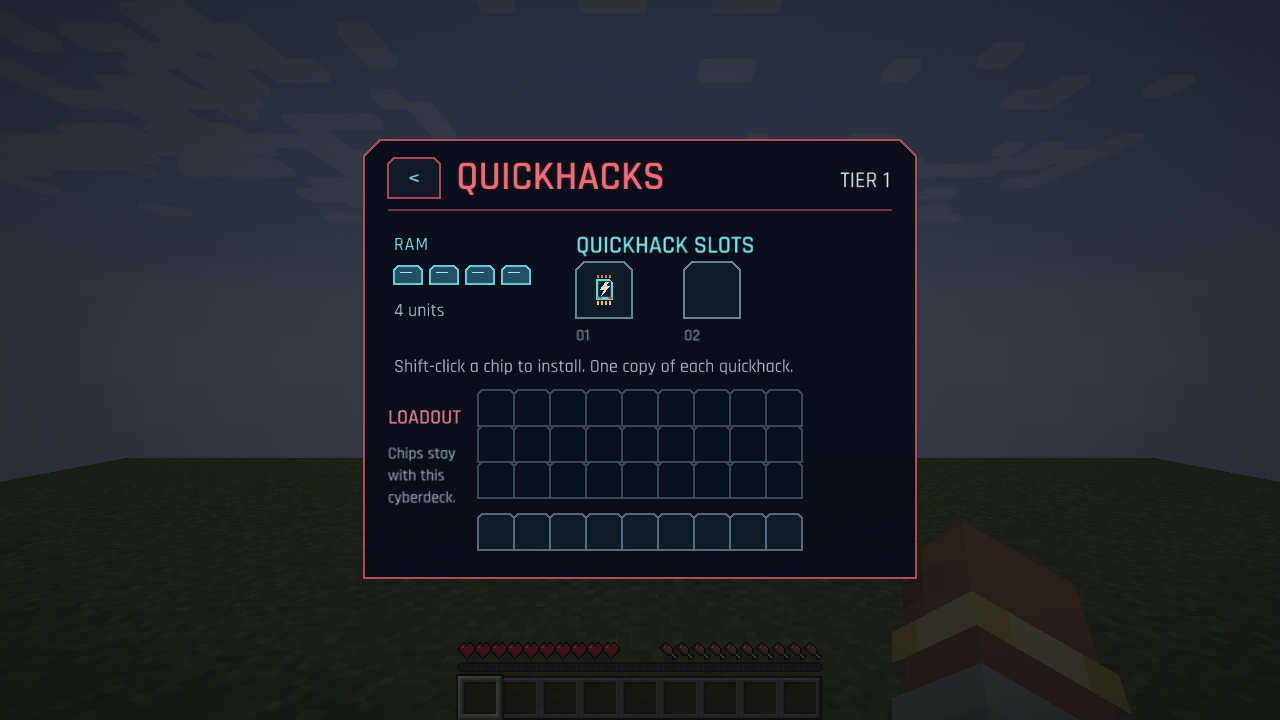 <
QUICKHACKS
TIER 1
RAM
QUICKHACK SLOTS
4 units
01
02
Shift-click a chip to install. One copy of each quickhack.
LOADOUT
Chips stay
with this
cyberdeck.